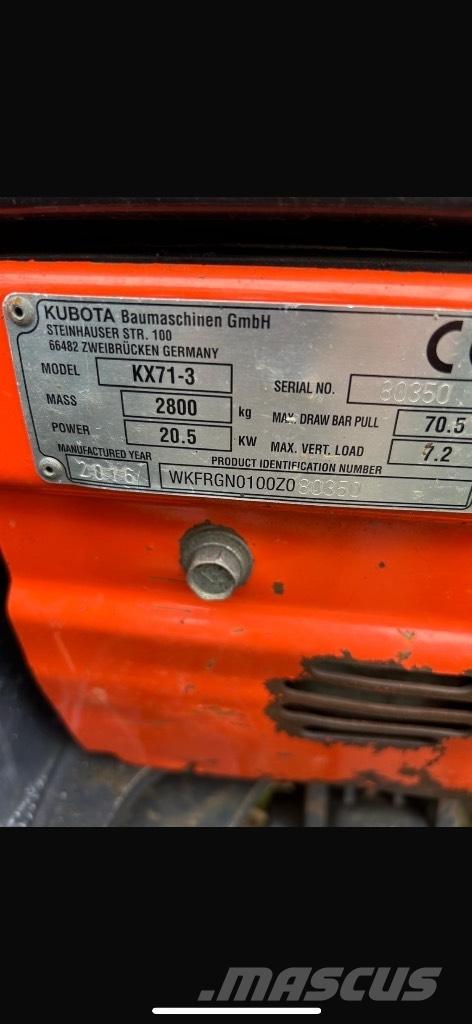 KUBOTA Baumaschinen GmbH
STEINHAUSER STR. 100
66482 ZWEIBRÜCKEN GERMANY
MODEL KX71-3
SERIAL NO. 80350
MASS 2800 kg
MAX. DRAW BAR PULL 70.5
POWER 20.5 KW
MAX. VERT. LOAD 7.2
MANUFACTURED YEAR 2016
PRODUCT IDENTIFICATION NUMBER
WKFRGN0100Z080350
MASCUS